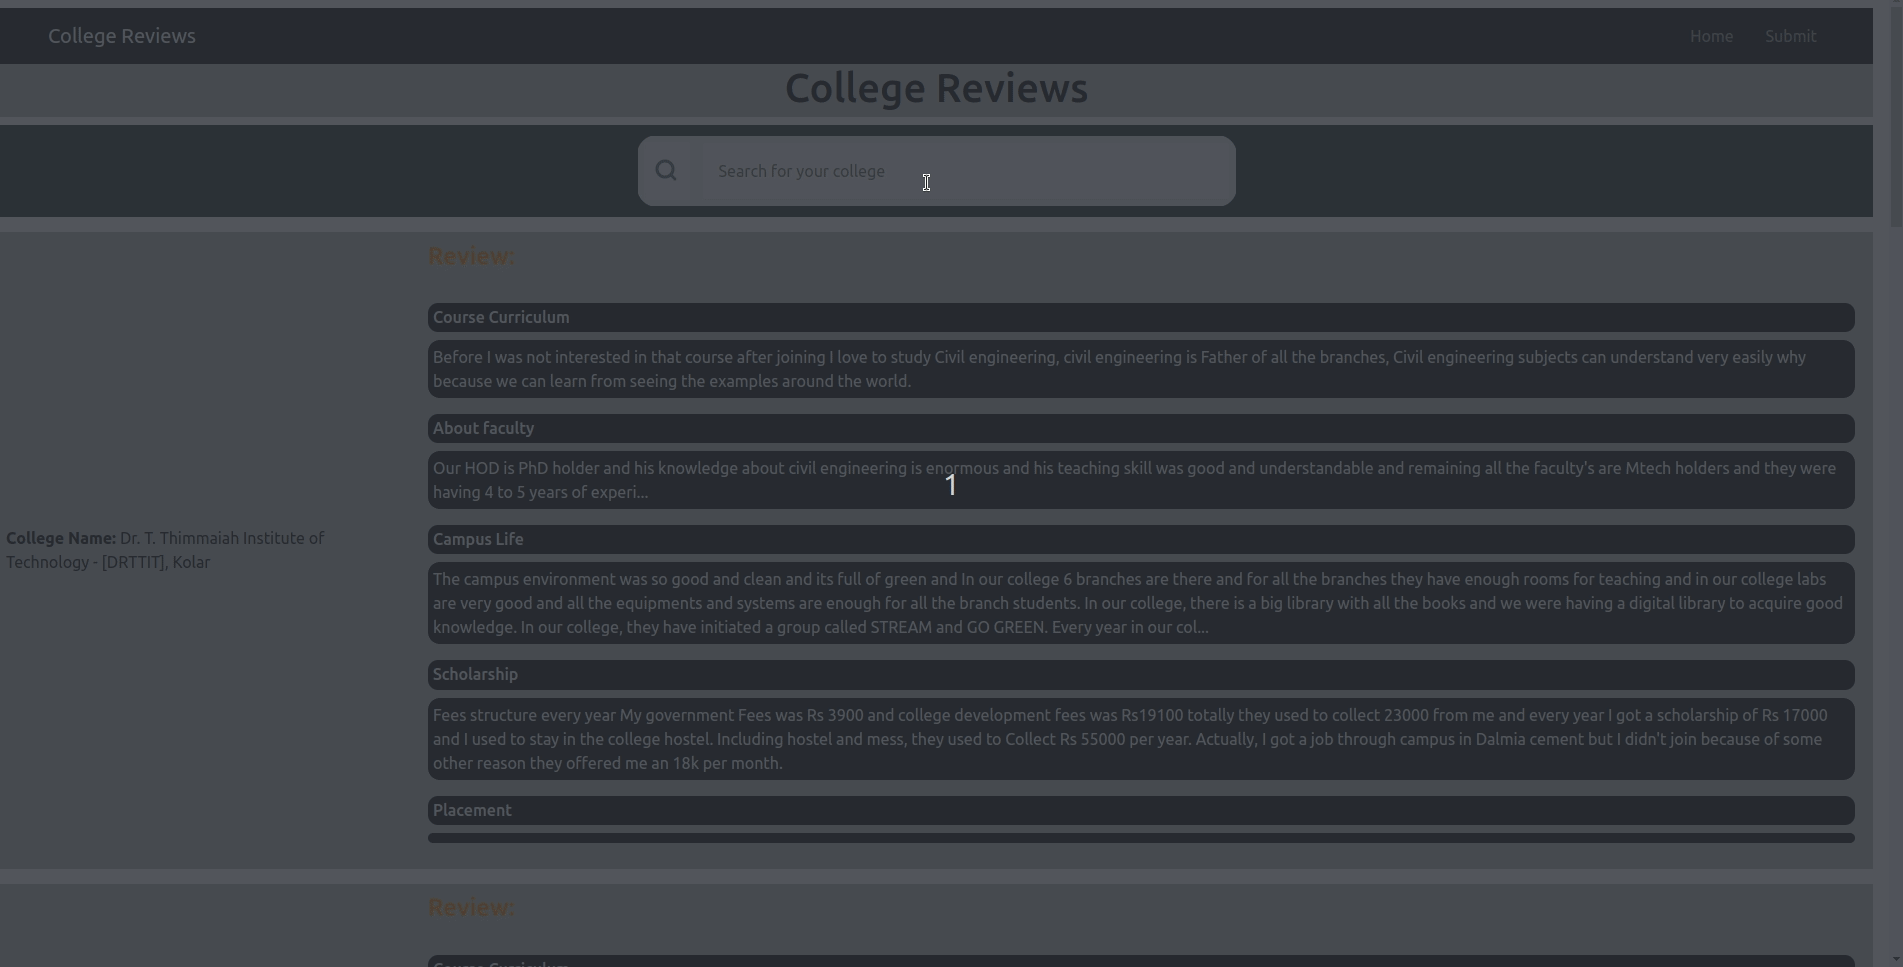 College Reviews
Home Submit
College Reviews
Search for your college
Review:
Course Curriculum
Before I was not interested in that course after joining I love to study Civil engineering, civil engineering is Father of all the branches, Civil engineering subjects can understand very easily why
because we can learn from seeing the examples around the world.
About faculty
Our HOD is PhD holder and his knowledge about civil engineering is enormous and his teaching skill was good and understandable and remaining all the faculty's are Mtech holders and they were
having 4 to 5 years of experi...
1
College Name: Dr. T. Thimmaiah Institute of
Technology - [DRTTIT], Kolar
Campus Life
The campus environment was so good and clean and its full of green and In our college 6 branches are there and for all the branches they have enough rooms for teaching and in our college labs
are very good and all the equipments and systems are enough for all the branch students. In our college, there is a big library with all the books and we were having a digital library to acquire good
knowledge. In our college, they have initiated a group called STREAM and GO GREEN. Every year in our col...
Scholarship
Fees structure every year My government Fees was Rs 3900 and college development fees was Rs19100 totally they used to collect 23000 from me and every year I got a scholarship of Rs 17000
and I used to stay in the college hostel. Including hostel and mess, they used to Collect Rs 55000 per year. Actually, I got a job through campus in Dalmia cement but I didn't join because of some
other reason they offered me an 18k per month.
Placement
Review:
Course Curriculum